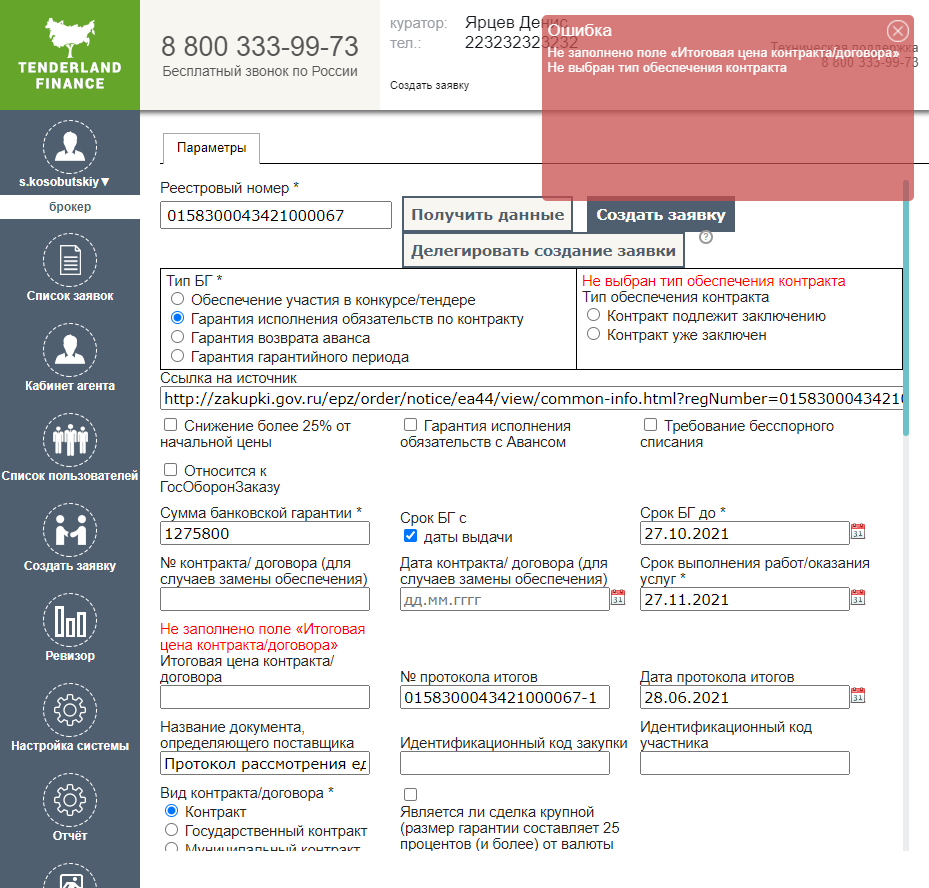 TENDERLAND
FINANCE
8 800 333-99-73
Бесплатный звонок по России
куратор: Ярцев Денис
тел.: 223232323232
Создать заявку
Техническая поддержка
8 800 333-99-73
Ошибка
Не заполнено поле «Итоговая цена контракта/договора»
Не выбран тип обеспечения контракта
s.kosobutskiy▼
брокер
Список заявок
Кабинет агента
Список пользователей
Создать заявку
Ревизор
Настройка системы
Отчёт
Параметры
Реестровый номер *
0158300043421000067
Получить данные
Создать заявку
Делегировать создание заявки
?
Тип БГ *
Обеспечение участия в конкурсе/тендере
Гарантия исполнения обязательств по контракту
Гарантия возврата аванса
Гарантия гарантийного периода
Не выбран тип обеспечения контракта
Тип обеспечения контракта
Контракт подлежит заключению
Контракт уже заключен
Ссылка на источник
http://zakupki.gov.ru/epz/order/notice/ea44/view/common-info.html?regNumber=01583000434210
Снижение более 25% от
начальной цены
Гарантия исполнения
обязательств с Авансом
Требование бесспорного
списания
Относится к
ГосОборонЗаказу
Сумма банковской гарантии *
1275800
Срок БГ с
даты выдачи
Срок БГ до *
27.10.2021
31
№ контракта/ договора (для
случаев замены обеспечения)
Дата контракта/ договора (для
случаев замены обеспечения)
дд.мм.гггг
31
Срок выполнения работ/оказания
услуг *
27.11.2021
31
Не заполнено поле «Итоговая
цена контракта/договора»
Итоговая цена контракта/
договора
№ протокола итогов
0158300043421000067-1
Дата протокола итогов
28.06.2021
31
Название документа,
определяющего поставщика
Протокол рассмотрения ед
Идентификационный код закупки
Идентификационный код
участника
Вид контракта/договора *
Контракт
Государственный контракт
Муниципальный контракт
Является ли сделка крупной
(размер гарантии составляет 25
процентов (и более) от валюты